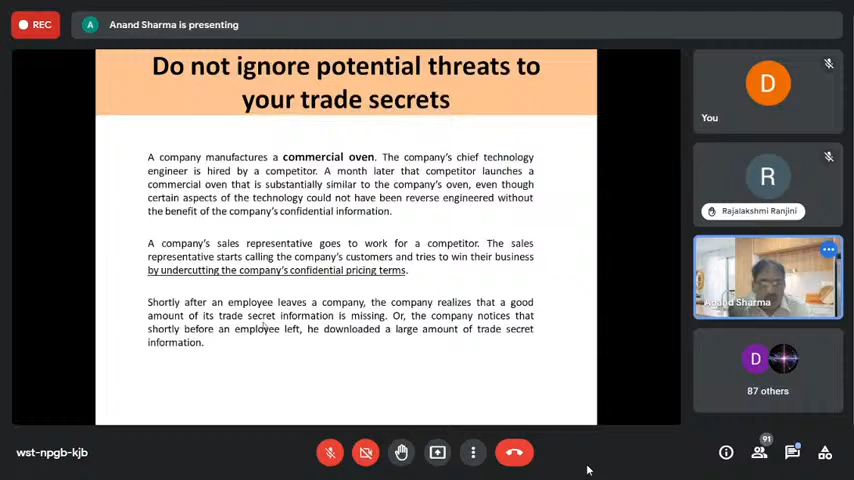 REC
A
Anand Sharma is presenting
Do not ignore potential threats to
your trade secrets
A company manufactures a commercial oven. The company's chief technology
engineer is hired by a competitor. A month later that competitor launches a
commercial oven that is substantially similar to the company's oven, even though
certain aspects of the technology could not have been reverse engineered without
the benefit of the company's confidential information.
A company's sales representative goes to work for a competitor. The sales
representative starts calling the company's customers and tries to win their business
by undercutting the company's confidential pricing terms.
Shortly after an employee leaves a company, the company realizes that a good
amount of its trade secret information is missing. Or, the company notices that
shortly before an employee left, he downloaded a large amount of trade secret
information.
D
You
R
Rajalakshmi Ranjini
Anand Sharma
D
87 others
wst-npgb-kjb
91